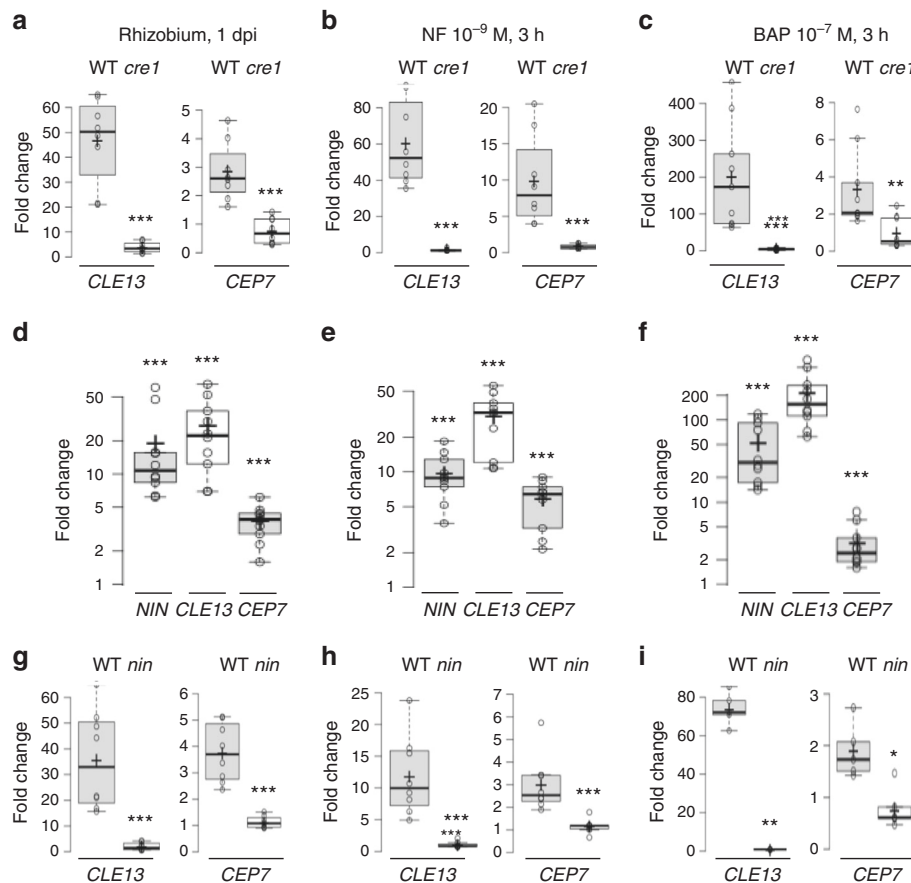 a Rhizobium, 1 dpi
b NF 10⁻⁹ M, 3 h
c BAP 10⁻⁷ M, 3 h
WT cre1 WT cre1 WT cre1
Fold change
60
50
40
30
20
10
0
***
CLE13
5
4
3
2
1
0
***
CEP7
Fold change
80
60
40
20
0
***
CLE13
20
15
10
5
0
***
CEP7
Fold change
400
300
200
100
0
***
***
CLE13
8
6
4
2
0
**
CEP7
d
Fold change
50
20
10
5
2
1
*** *** ***
NIN CLE13 CEP7
e
Fold change
50
20
10
5
2
1
*** *** ***
NIN CLE13 CEP7
f
Fold change
200
100
50
20
10
5
2
1
*** *** ***
NIN CLE13 CEP7
g WT nin WT nin
Fold change
60
50
40
30
20
10
0
***
CLE13
6
5
4
3
2
1
0
***
CEP7
h WT nin WT nin
Fold change
25
20
15
10
5
0
***
***
CLE13
7
6
5
4
3
2
1
0
***
CEP7
i WT nin WT nin
Fold change
80
60
40
20
0
**
CLE13
3
2
1
0
*
CEP7